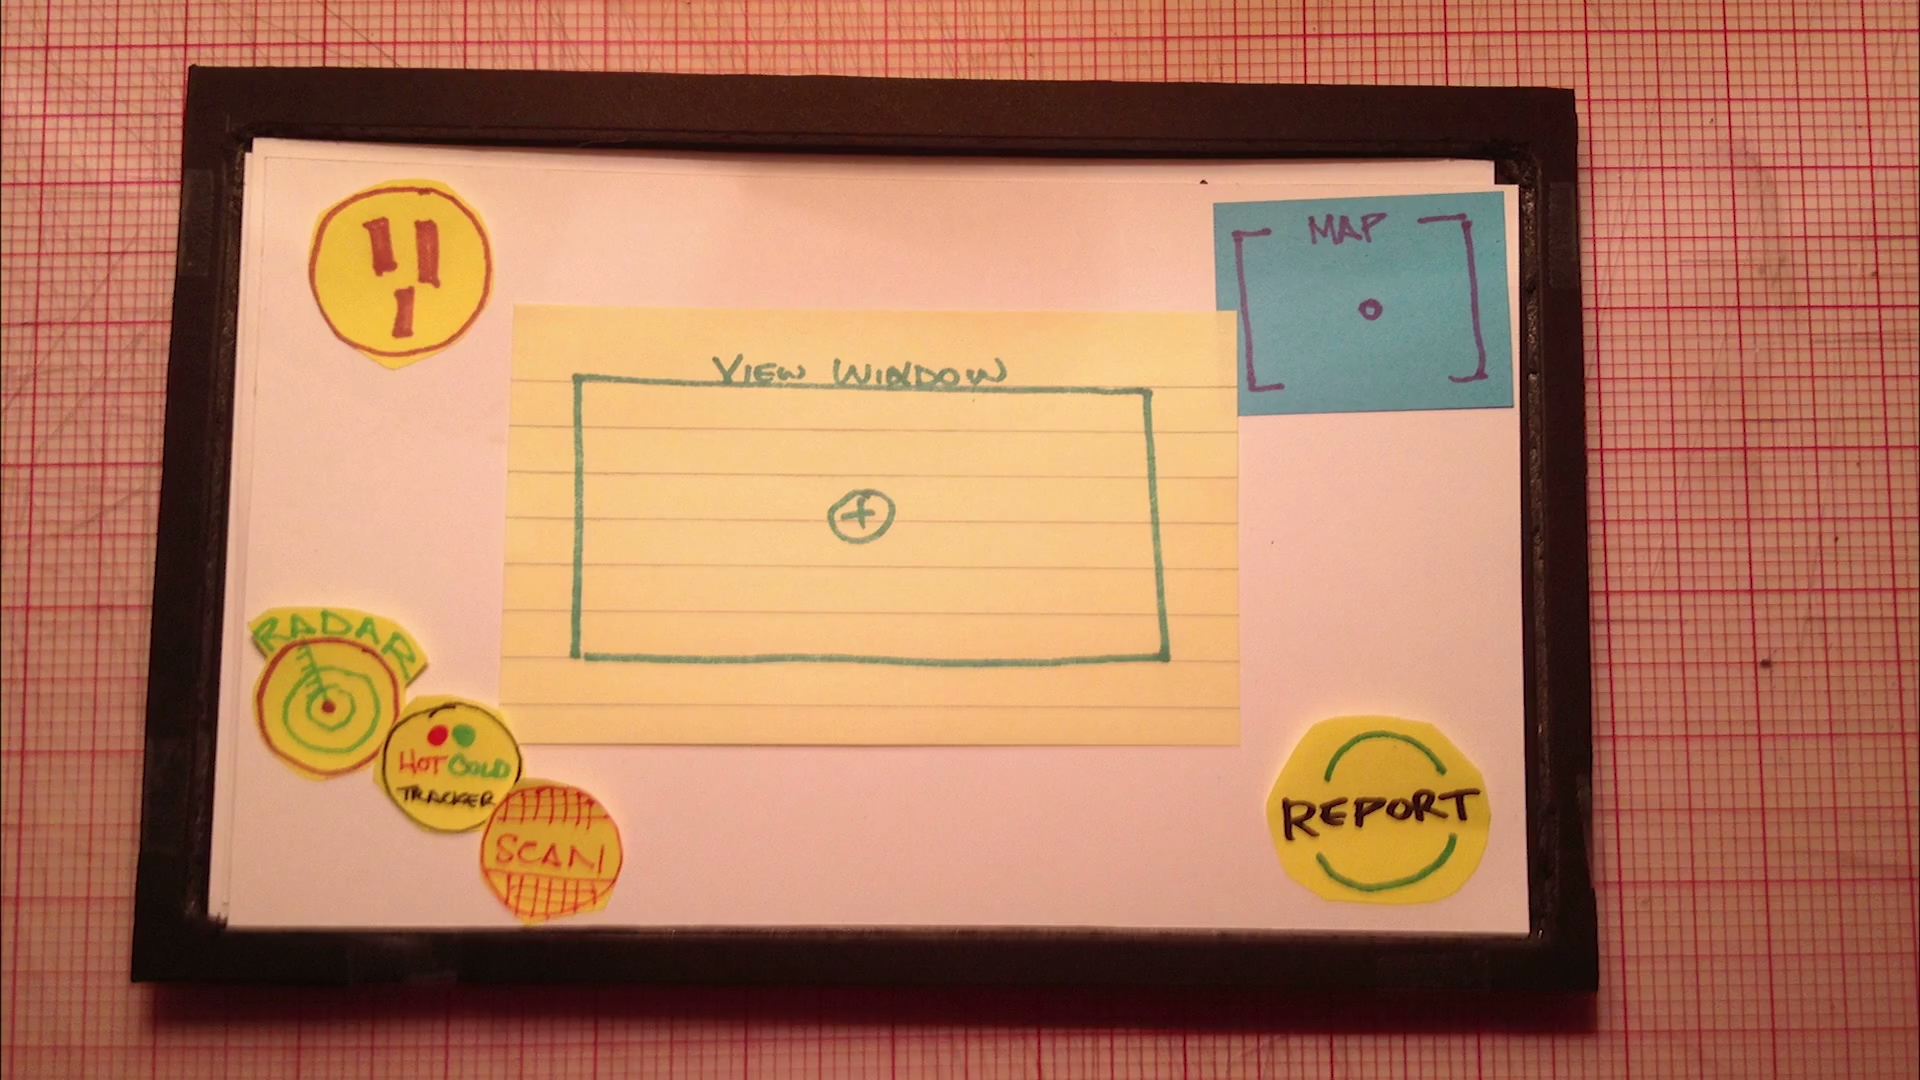 MAP
VIEW WINDOW
RADAR
HOT COLD
TRACKER
SCAN
REPORT